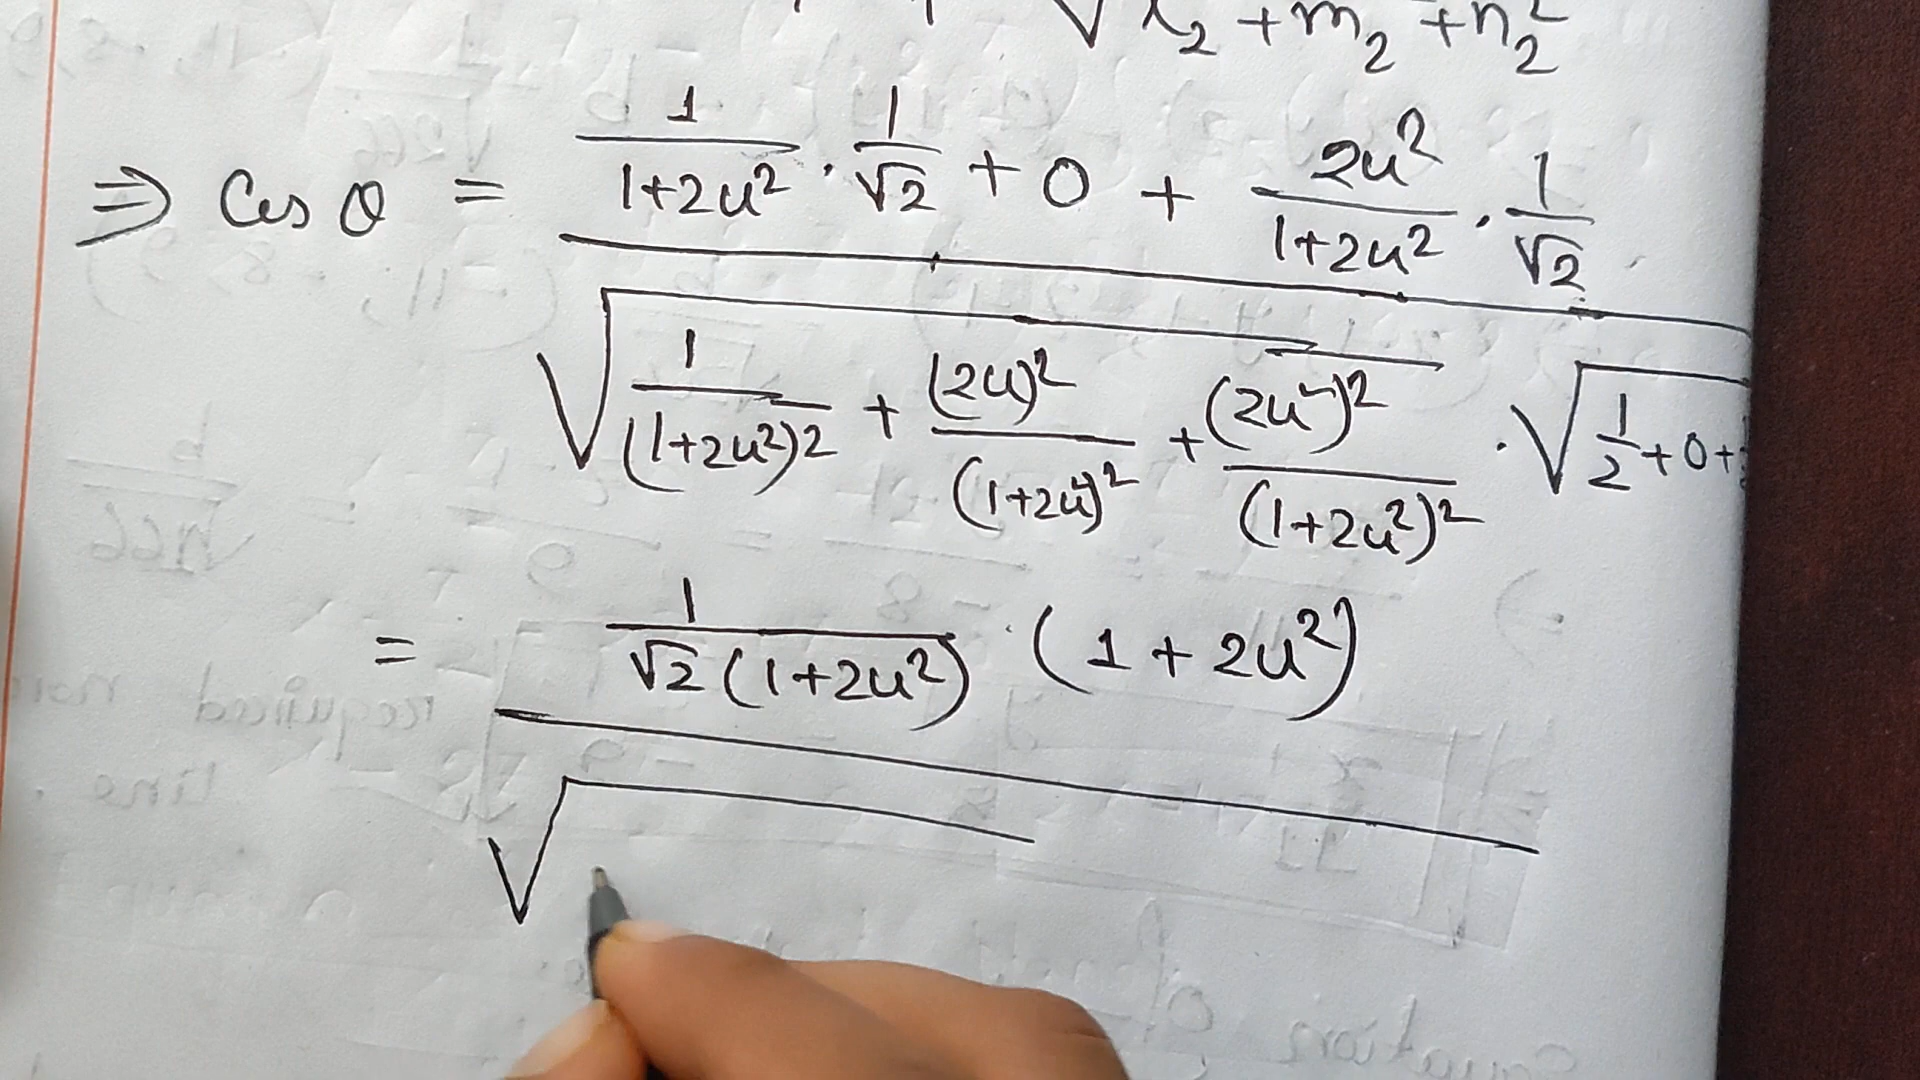 √ l₂ + m₂ + n₂²
⇒ Cos θ = 1/(1+2u²) · 1/√2 + 0 + 2u²/(1+2u²) · 1/√2
√ 1/(1+2u²)² + (2u)²/(1+2u²)² + (2u²)²/(1+2u²)² · √ 1/2 + 0 +
= 1/(√2 (1+2u²)) · (1 + 2u²)
√